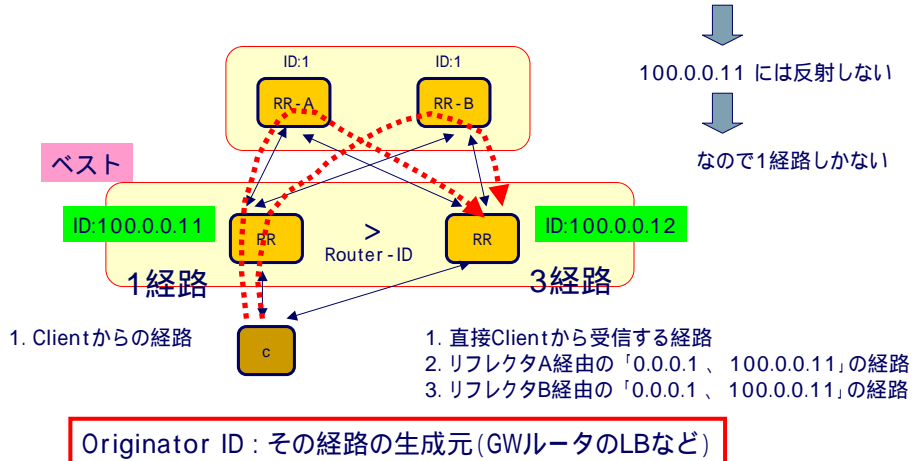 ID:1
ID:1
100.0.0.11 には反射しない
RR-A
RR-B
なので1経路しかない
ベスト
ID:100.0.0.11
RR
>
Router-ID
RR
ID:100.0.0.12
1経路
3経路
1. Clientからの経路
c
1. 直接Clientから受信する経路
2. リフレクタA経由の「0.0.0.1 、 100.0.0.11」の経路
3. リフレクタB経由の「0.0.0.1 、 100.0.0.11」の経路
Originator ID : その経路の生成元(GWルータのLBなど)